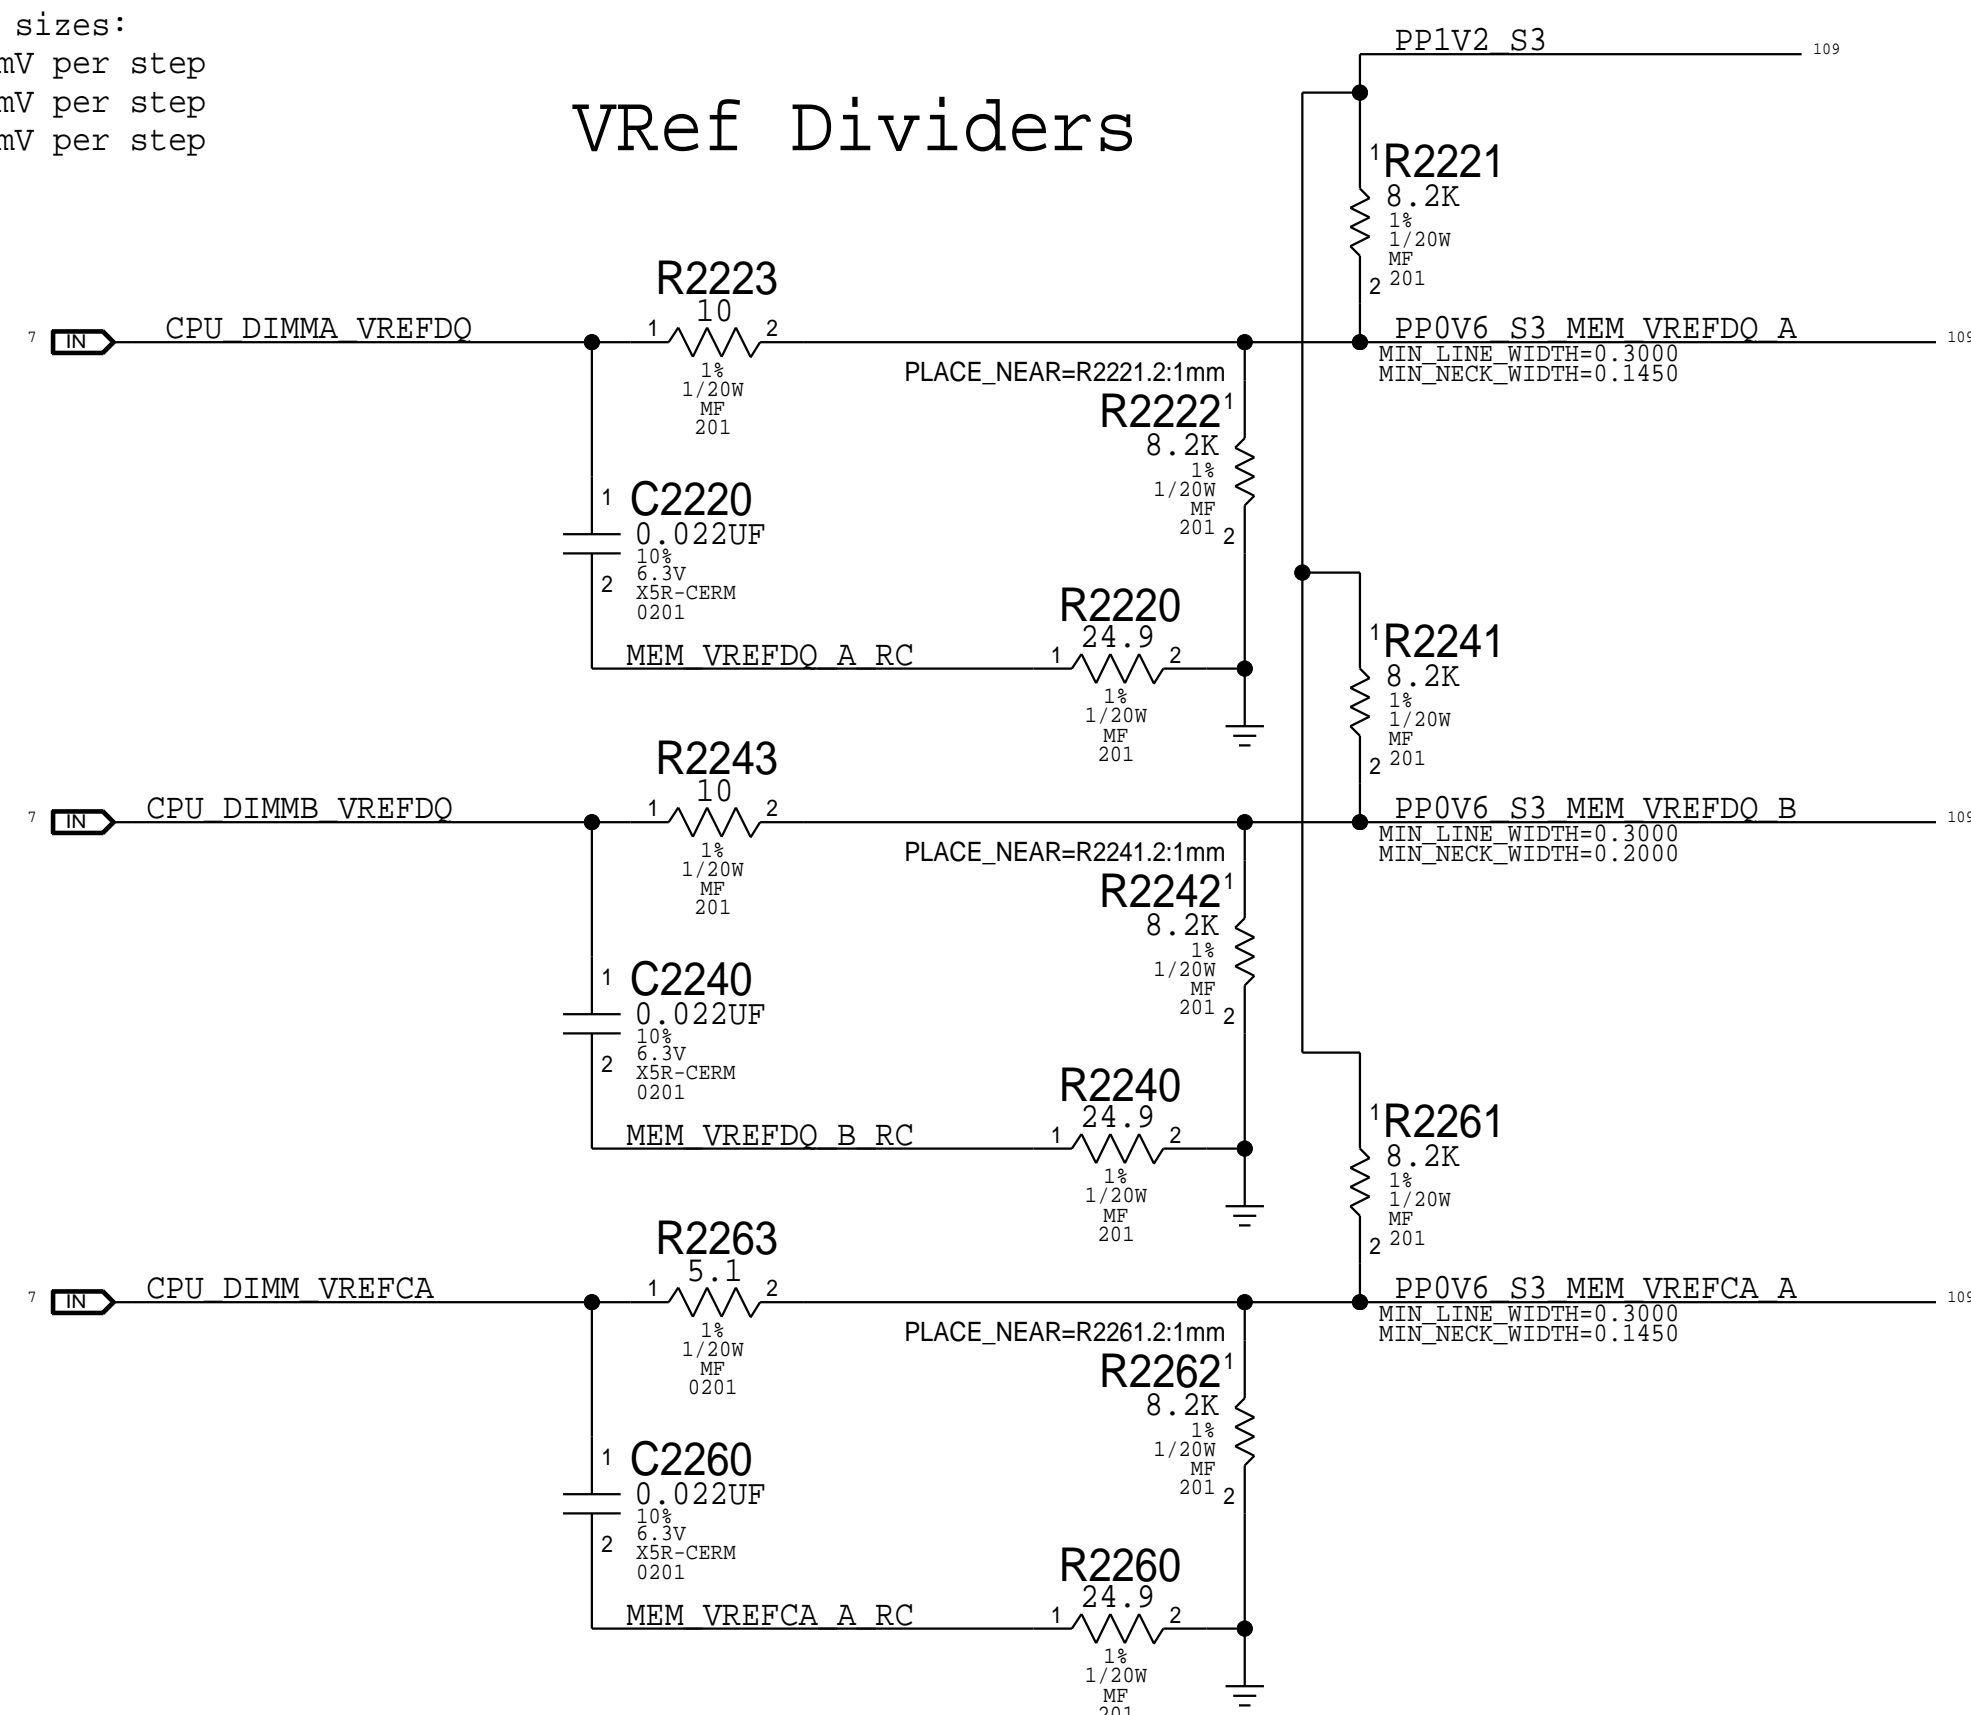 sizes:
mV per step
mV per step
mV per step
VRef Dividers
PP1V2_S3
109
1
R2221
8.2K
1%
1/20W
MF
201
2
7
IN
CPU_DIMMA_VREFDQ
R2223
10
1
2
1%
1/20W
MF
201
PP0V6_S3_MEM_VREFDQ_A
109
MIN_LINE_WIDTH=0.3000
MIN_NECK_WIDTH=0.1450
PLACE_NEAR=R2221.2:1mm
R2222
1
8.2K
1%
1/20W
MF
201
2
1
C2220
0.022UF
10%
6.3V
X5R-CERM
0201
2
MEM_VREFDQ_A_RC
R2220
24.9
1
2
1%
1/20W
MF
201
1
R2241
8.2K
1%
1/20W
MF
201
2
7
IN
CPU_DIMMB_VREFDQ
R2243
10
1
2
1%
1/20W
MF
201
PP0V6_S3_MEM_VREFDQ_B
109
MIN_LINE_WIDTH=0.3000
MIN_NECK_WIDTH=0.2000
PLACE_NEAR=R2241.2:1mm
R2242
1
8.2K
1%
1/20W
MF
201
2
1
C2240
0.022UF
10%
6.3V
X5R-CERM
0201
2
MEM_VREFDQ_B_RC
R2240
24.9
1
2
1%
1/20W
MF
201
1
R2261
8.2K
1%
1/20W
MF
201
2
7
IN
CPU_DIMM_VREFCA
R2263
5.1
1
2
1%
1/20W
MF
0201
PP0V6_S3_MEM_VREFCA_A
109
MIN_LINE_WIDTH=0.3000
MIN_NECK_WIDTH=0.1450
PLACE_NEAR=R2261.2:1mm
R2262
1
8.2K
1%
1/20W
MF
201
2
1
C2260
0.022UF
10%
6.3V
X5R-CERM
0201
2
MEM_VREFCA_A_RC
R2260
24.9
1
2
1%
1/20W
MF
201